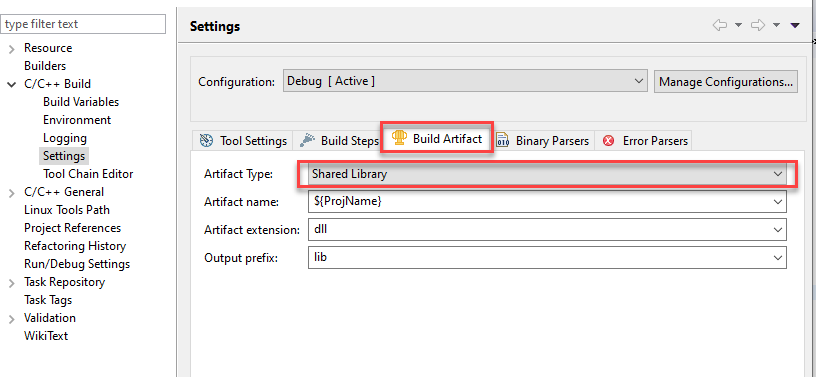 type filter text
Resource
Builders
C/C++ Build
Build Variables
Environment
Logging
Settings
Tool Chain Editor
C/C++ General
Linux Tools Path
Project References
Refactoring History
Run/Debug Settings
Task Repository
Task Tags
Validation
WikiText
Settings
Configuration: Debug [ Active ] Manage Configurations...
Tool Settings Build Steps Build Artifact Binary Parsers Error Parsers
Artifact Type: Shared Library
Artifact name: ${ProjName}
Artifact extension: dll
Output prefix: lib